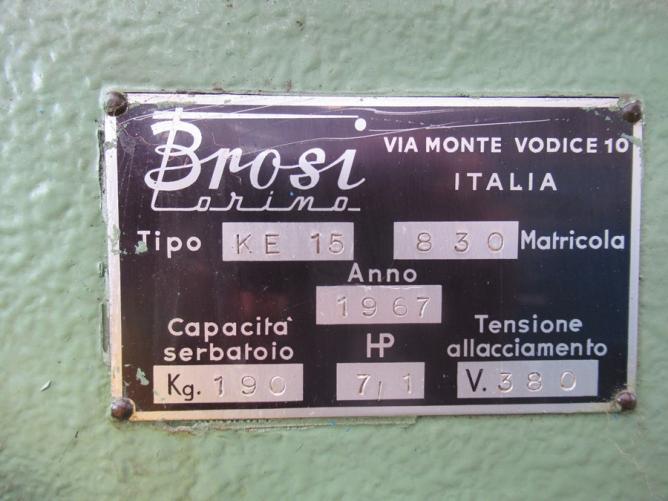 Brosi
Torino
VIA MONTE VODICE 10
ITALIA
Tipo KE 15 830 Matricola
Anno
1967
Capacità serbatoio
Kg. 190
HP
7,1
Tensione allacciamento
V. 380